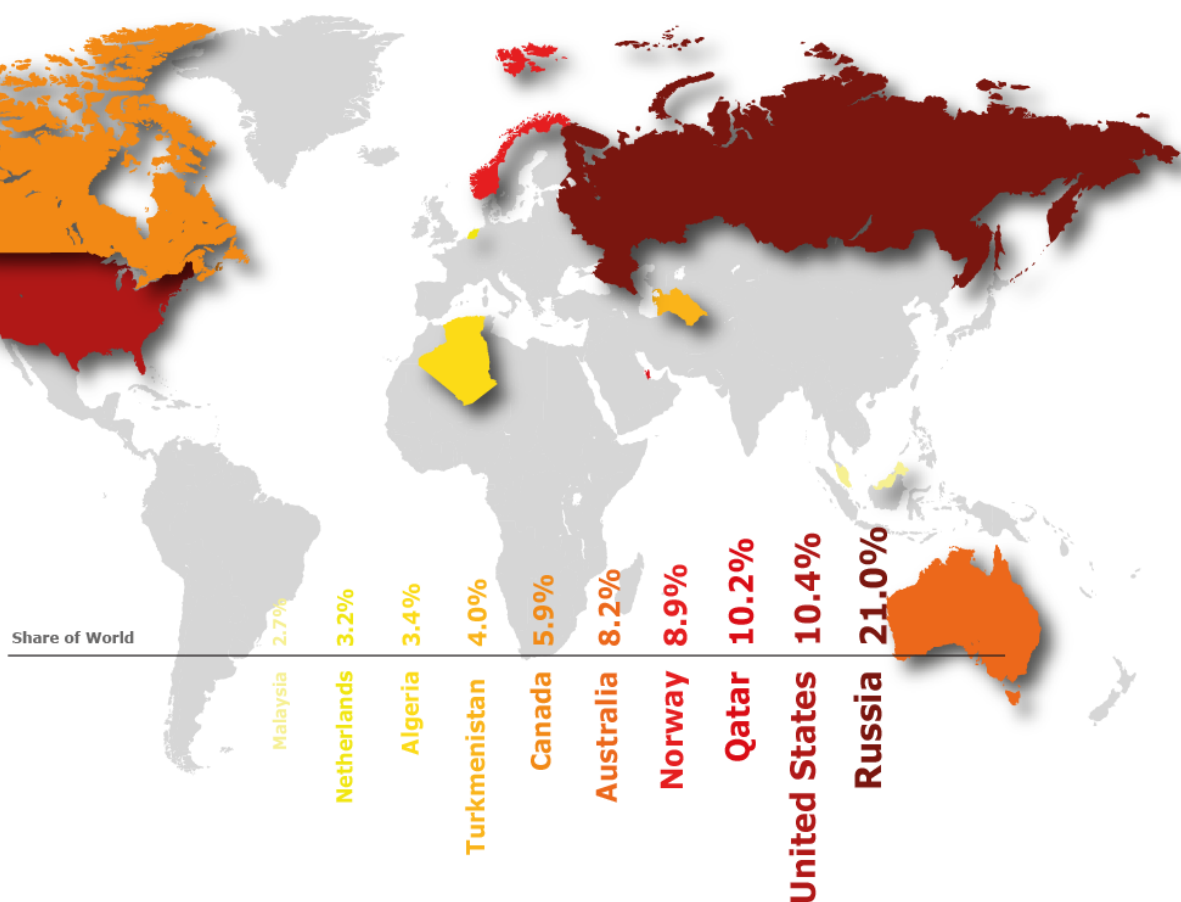 Share of World
2.7%
3.2%
3.4%
4.0%
5.9%
8.2%
8.9%
10.2%
10.4%
21.0%
Malaysia
Netherlands
Algeria
Turkmenistan
Canada
Australia
Norway
Qatar
United States
Russia